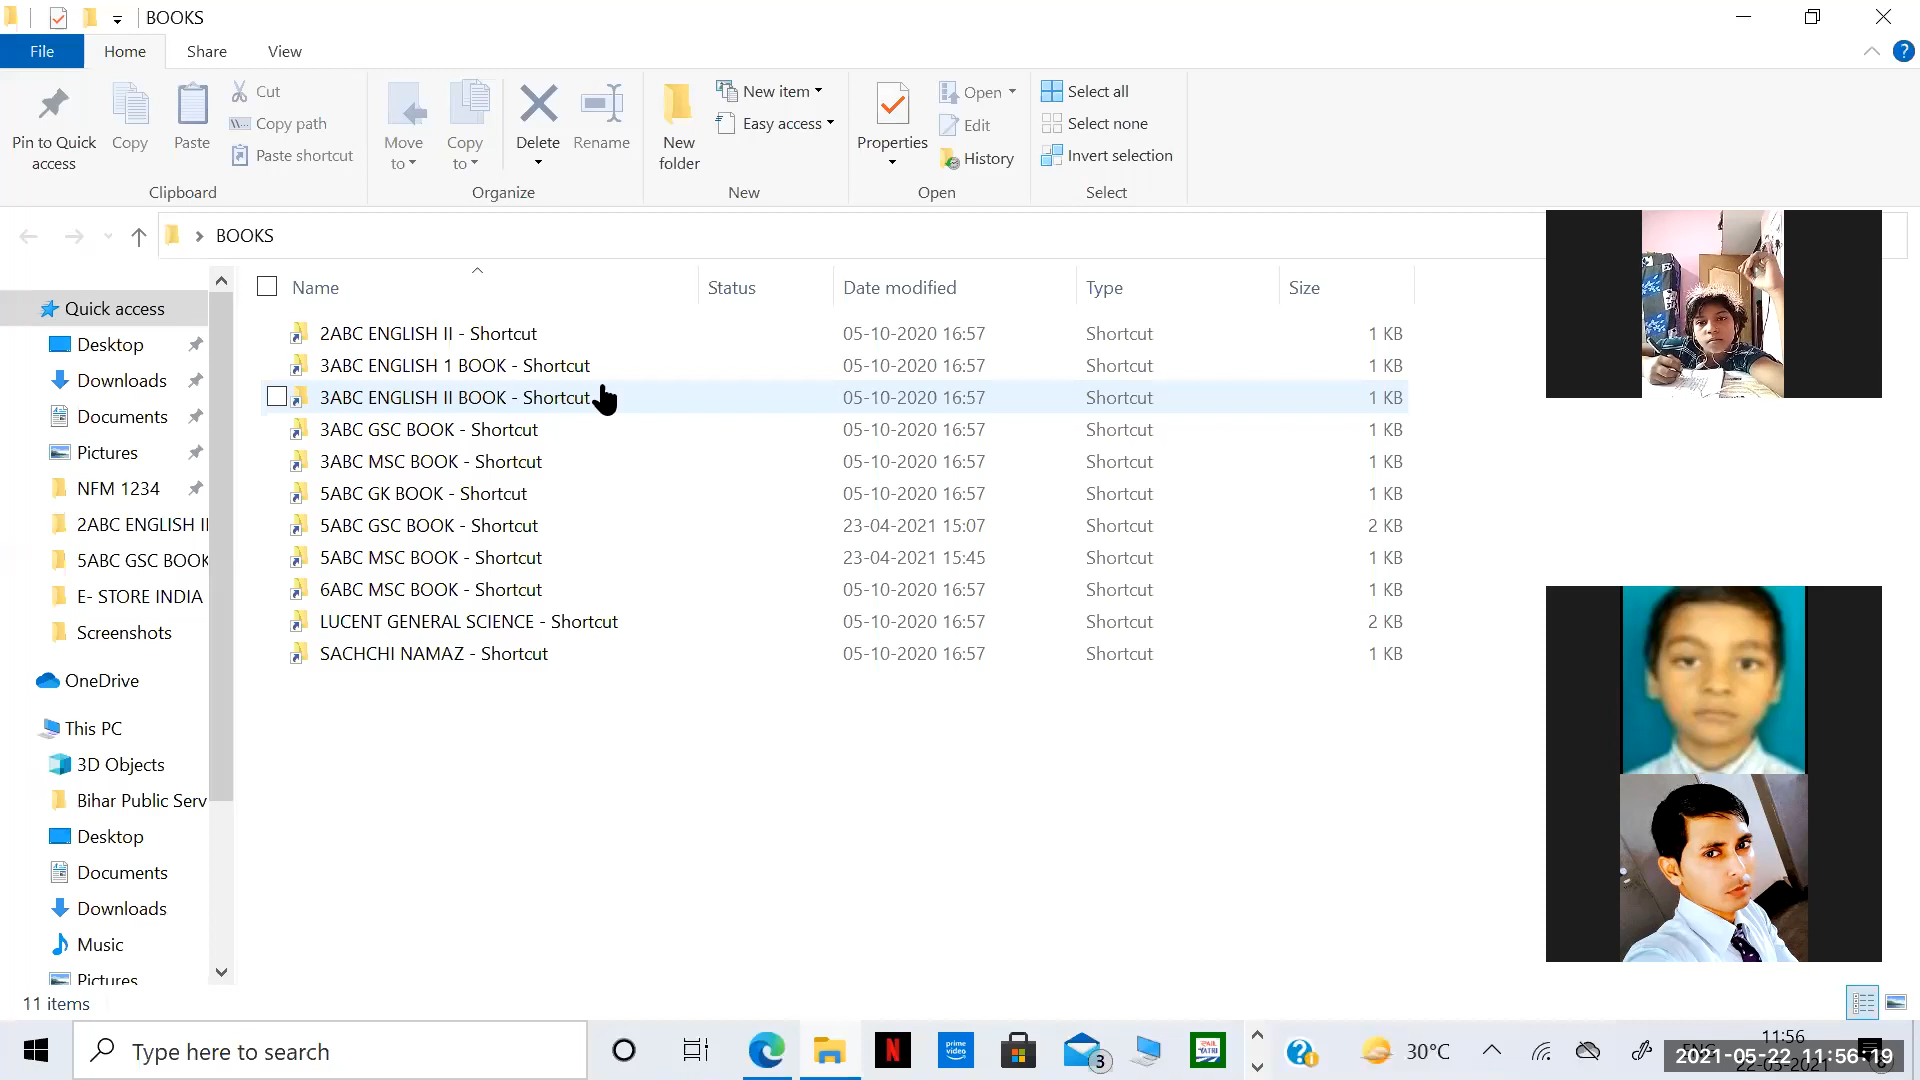 BOOKS
File Home Share View
Pin to Quick access
Copy
Paste
Cut
Copy path
Paste shortcut
Clipboard
Move to
Copy to
Delete
Rename
Organize
New folder
New item
Easy access
New
Properties
Open
Edit
History
Open
Select all
Select none
Invert selection
Select
BOOKS
Quick access
Desktop
Downloads
Documents
Pictures
NFM 1234
2ABC ENGLISH II
5ABC GSC BOOK
E- STORE INDIA
Screenshots
OneDrive
This PC
3D Objects
Bihar Public Serv
Desktop
Documents
Downloads
Music
Pictures
Name Status Date modified Type Size
2ABC ENGLISH II - Shortcut 05-10-2020 16:57 Shortcut 1 KB
3ABC ENGLISH 1 BOOK - Shortcut 05-10-2020 16:57 Shortcut 1 KB
3ABC ENGLISH II BOOK - Shortcut 05-10-2020 16:57 Shortcut 1 KB
3ABC GSC BOOK - Shortcut 05-10-2020 16:57 Shortcut 1 KB
3ABC MSC BOOK - Shortcut 05-10-2020 16:57 Shortcut 1 KB
5ABC GK BOOK - Shortcut 05-10-2020 16:57 Shortcut 1 KB
5ABC GSC BOOK - Shortcut 23-04-2021 15:07 Shortcut 2 KB
5ABC MSC BOOK - Shortcut 23-04-2021 15:45 Shortcut 1 KB
6ABC MSC BOOK - Shortcut 05-10-2020 16:57 Shortcut 1 KB
LUCENT GENERAL SCIENCE - Shortcut 05-10-2020 16:57 Shortcut 2 KB
SACHCHI NAMAZ - Shortcut 05-10-2020 16:57 Shortcut 1 KB
11 items
Type here to search
N
prime video
3
30°C
11:56
2021-05-22 11:56:19